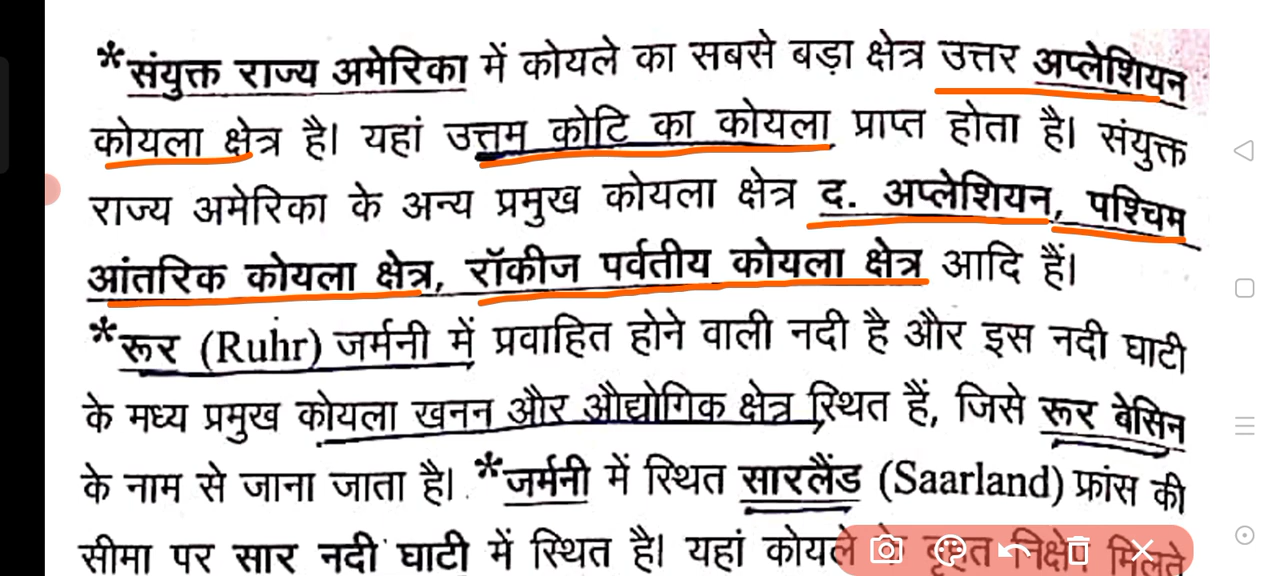 *संयुक्त राज्य अमेरिका में कोयले का सबसे बड़ा क्षेत्र उत्तर अप्लेशियन
कोयला क्षेत्र है। यहां उत्तम कोटि का कोयला प्राप्त होता है। संयुक्त
राज्य अमेरिका के अन्य प्रमुख कोयला क्षेत्र द. अप्लेशियन, पश्चिम
आंतरिक कोयला क्षेत्र, रॉकीज पर्वतीय कोयला क्षेत्र आदि हैं।
*रूर (Ruhr) जर्मनी में प्रवाहित होने वाली नदी है और इस नदी घाटी
के मध्य प्रमुख कोयला खनन और औद्योगिक क्षेत्र स्थित हैं, जिसे रूर बेसिन
के नाम से जाना जाता है। *जर्मनी में स्थित सारलैंड (Saarland) फ्रांस की
सीमा पर सार नदी घाटी में स्थित है। यहां कोयले के वृहत निक्षेप मिलते